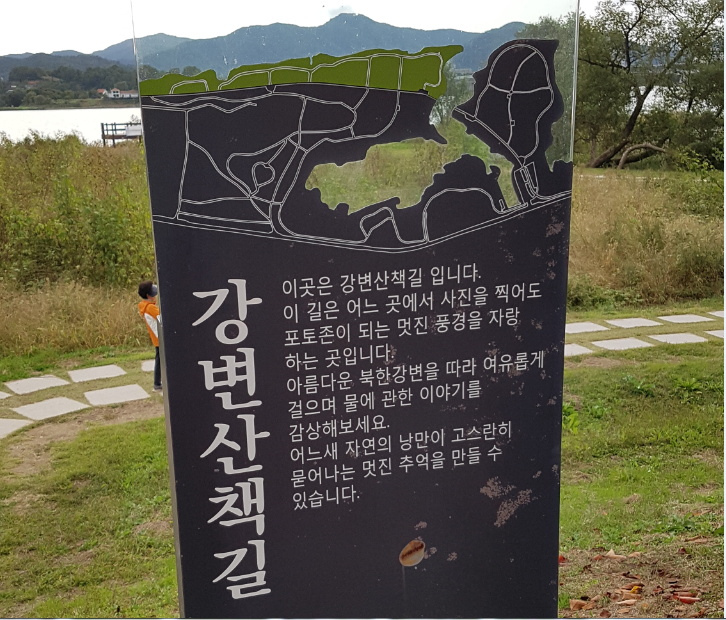 강변산책길
이곳은 강변산책길 입니다.
이 길은 어느 곳에서 사진을 찍어도
포토존이 되는 멋진 풍경을 자랑
하는 곳입니다.
아름다운 북한강변을 따라 여유롭게
걸으며 물에 관한 이야기를
감상해보세요.
어느새 자연의 낭만이 고스란히
묻어나는 멋진 추억을 만들 수
있습니다.